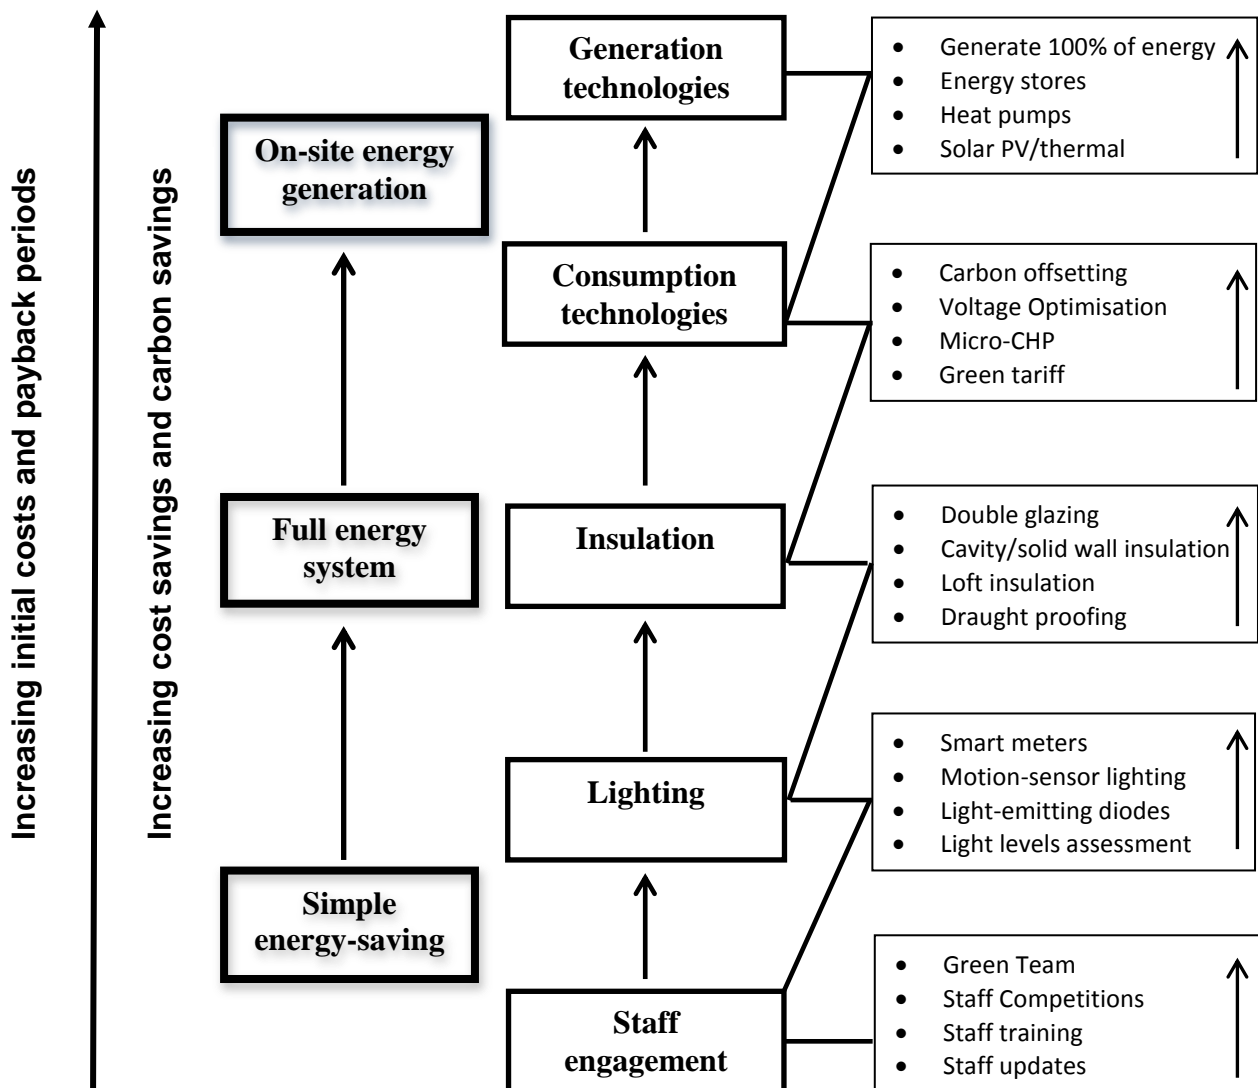 Increasing initial costs and payback periods
Increasing cost savings and carbon savings
On-site energy
generation
Full energy
system
Simple
energy-saving
Generation
technologies
Consumption
technologies
Insulation
Lighting
Staff
engagement
• Generate 100% of energy
• Energy stores
• Heat pumps
• Solar PV/thermal
• Carbon offsetting
• Voltage Optimisation
• Micro-CHP
• Green tariff
• Double glazing
• Cavity/solid wall insulation
• Loft insulation
• Draught proofing
• Smart meters
• Motion-sensor lighting
• Light-emitting diodes
• Light levels assessment
• Green Team
• Staff Competitions
• Staff training
• Staff updates